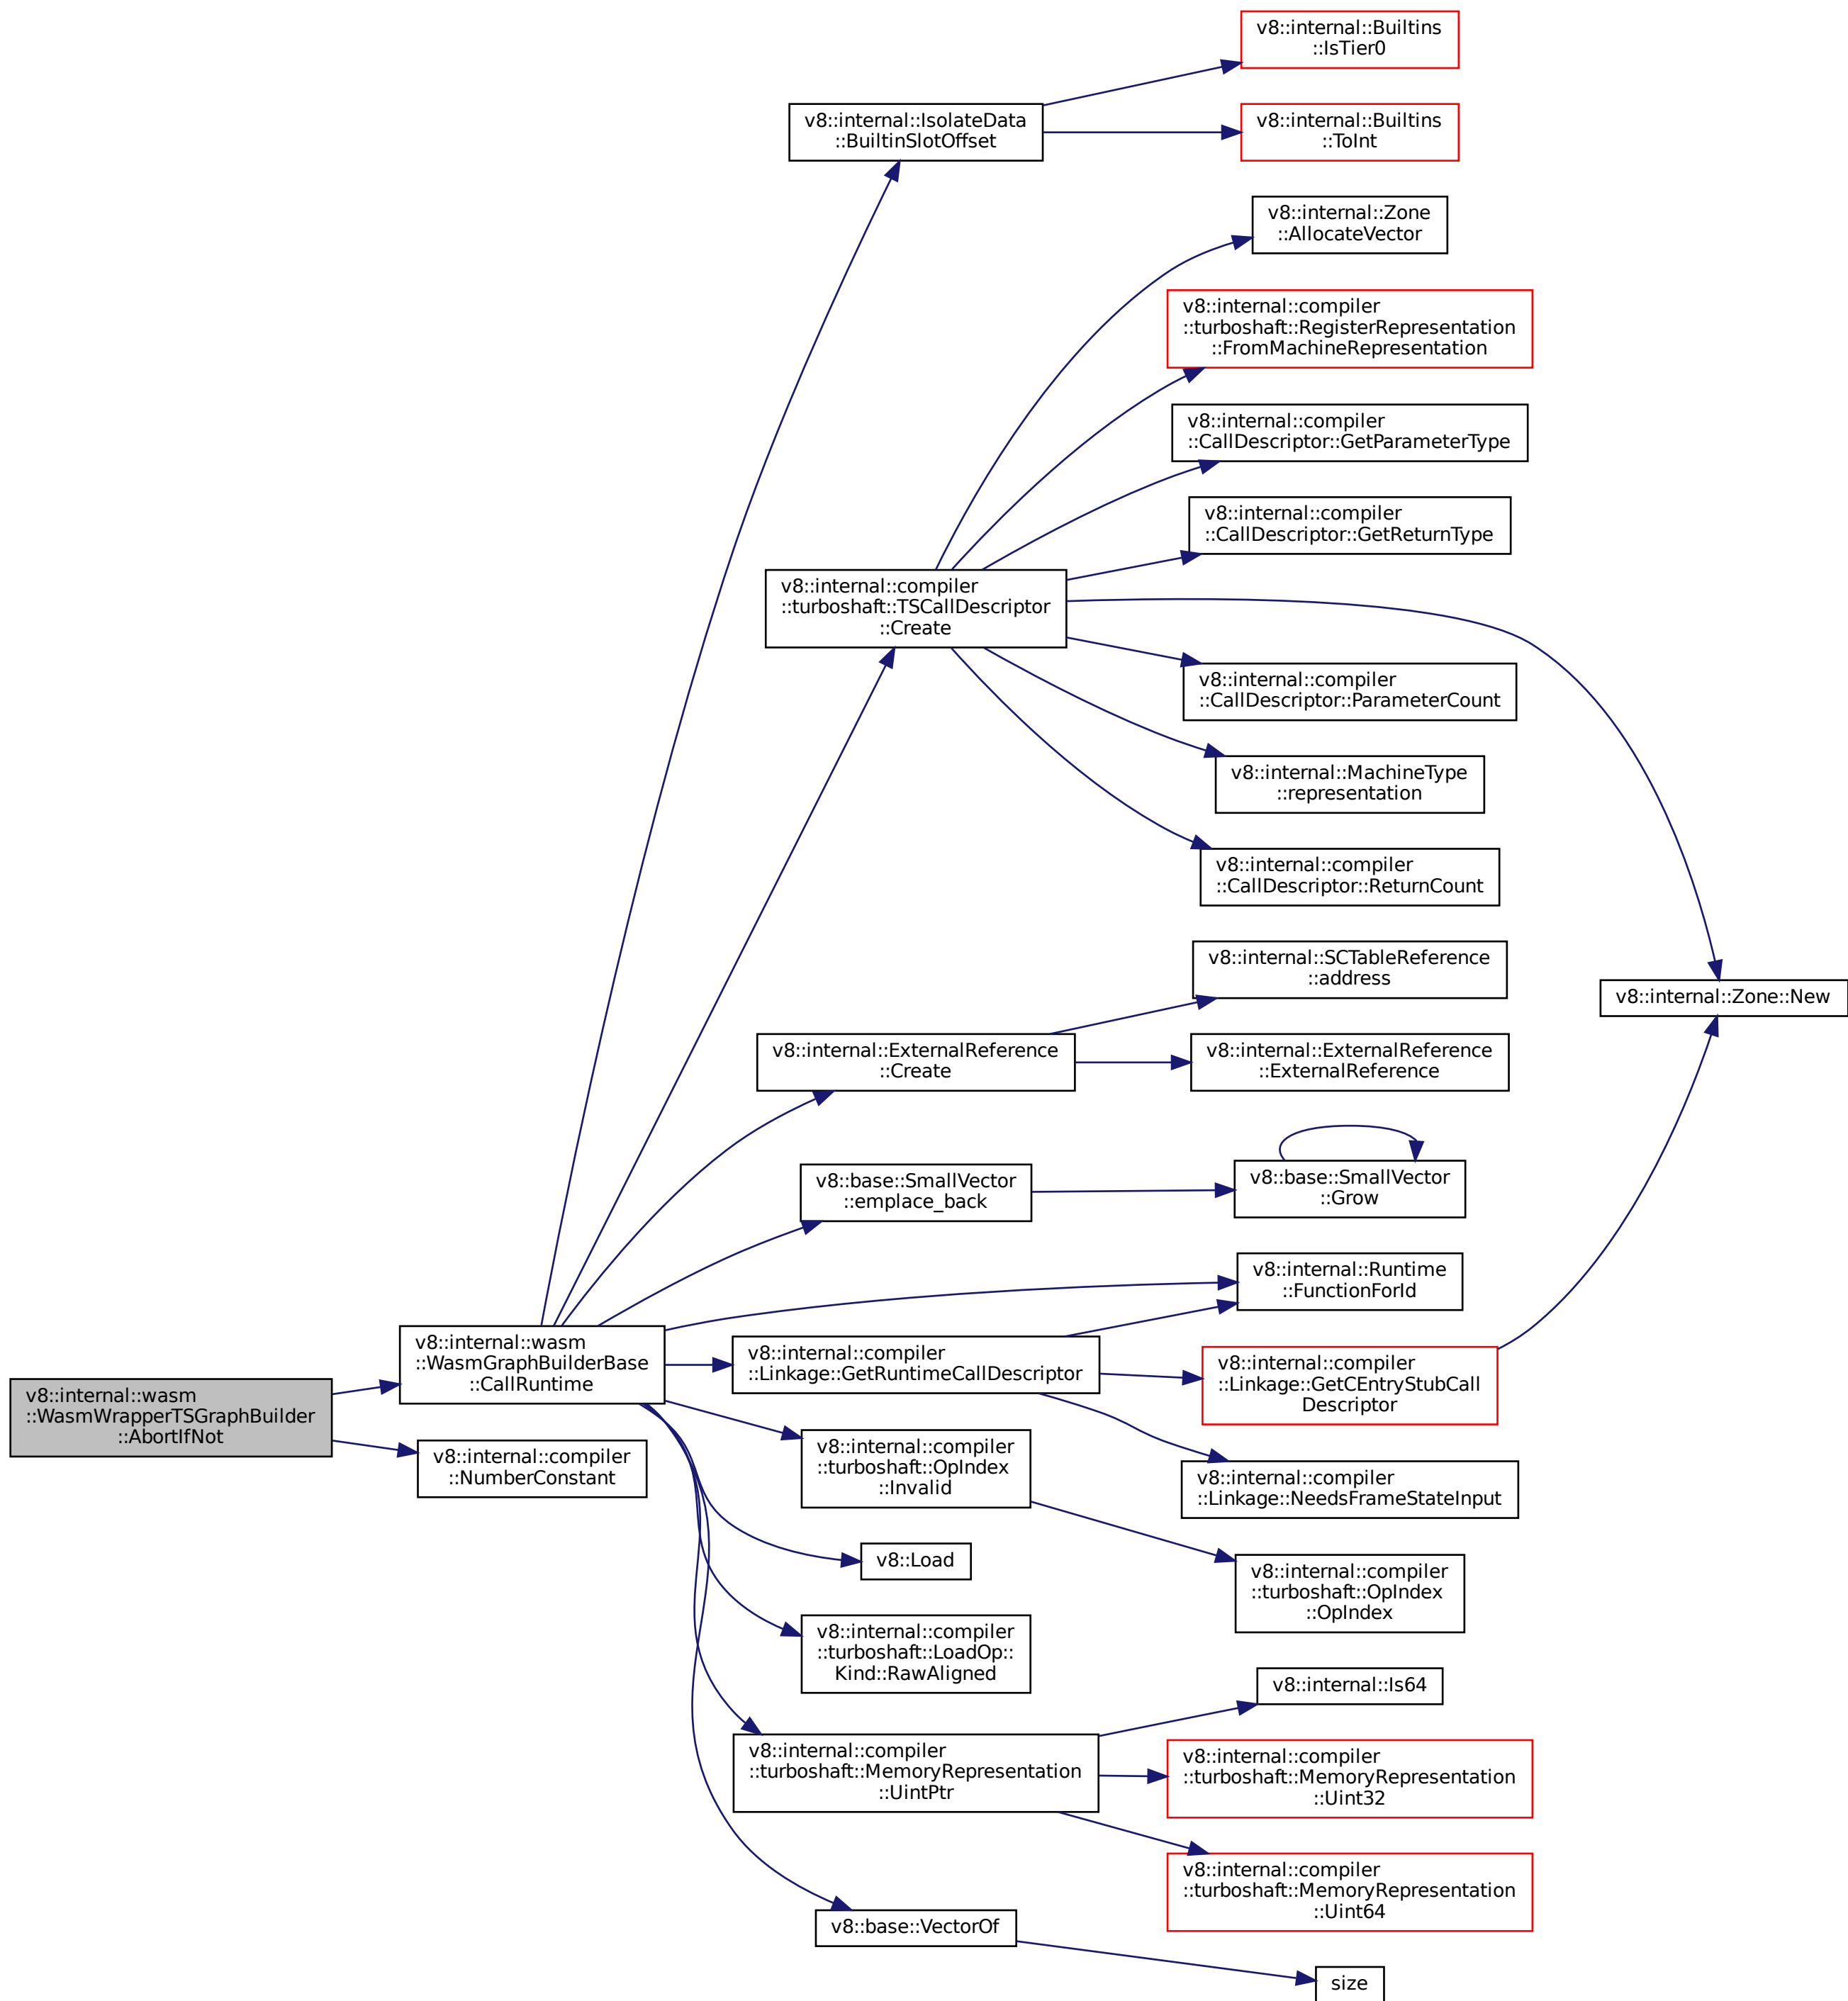 v8::internal::Builtins
::IsTier0
v8::internal::IsolateData
::BuiltinSlotOffset
v8::internal::Builtins
::ToInt
v8::internal::Zone
::AllocateVector
v8::internal::compiler
::turboshaft::RegisterRepresentation
::FromMachineRepresentation
v8::internal::compiler
::CallDescriptor::GetParameterType
v8::internal::compiler
::CallDescriptor::GetReturnType
v8::internal::compiler
::turboshaft::TSCallDescriptor
::Create
v8::internal::compiler
::CallDescriptor::ParameterCount
v8::internal::MachineType
::representation
v8::internal::compiler
::CallDescriptor::ReturnCount
v8::internal::SCTableReference
::address
v8::internal::Zone::New
v8::internal::ExternalReference
::Create
v8::internal::ExternalReference
::ExternalReference
v8::base::SmallVector
::emplace_back
v8::base::SmallVector
::Grow
v8::internal::Runtime
::FunctionForId
v8::internal::wasm
::WasmGraphBuilderBase
::CallRuntime
v8::internal::compiler
::Linkage::GetRuntimeCallDescriptor
v8::internal::compiler
::Linkage::GetCEntryStubCall
Descriptor
v8::internal::wasm
::WasmWrapperTSGraphBuilder
::AbortIfNot
v8::internal::compiler
::NumberConstant
v8::internal::compiler
::turboshaft::OpIndex
::Invalid
v8::internal::compiler
::Linkage::NeedsFrameStateInput
v8::Load
v8::internal::compiler
::turboshaft::OpIndex
::OpIndex
v8::internal::compiler
::turboshaft::LoadOp::
Kind::RawAligned
v8::internal::Is64
v8::internal::compiler
::turboshaft::MemoryRepresentation
::UintPtr
v8::internal::compiler
::turboshaft::MemoryRepresentation
::Uint32
v8::internal::compiler
::turboshaft::MemoryRepresentation
::Uint64
v8::base::VectorOf
size